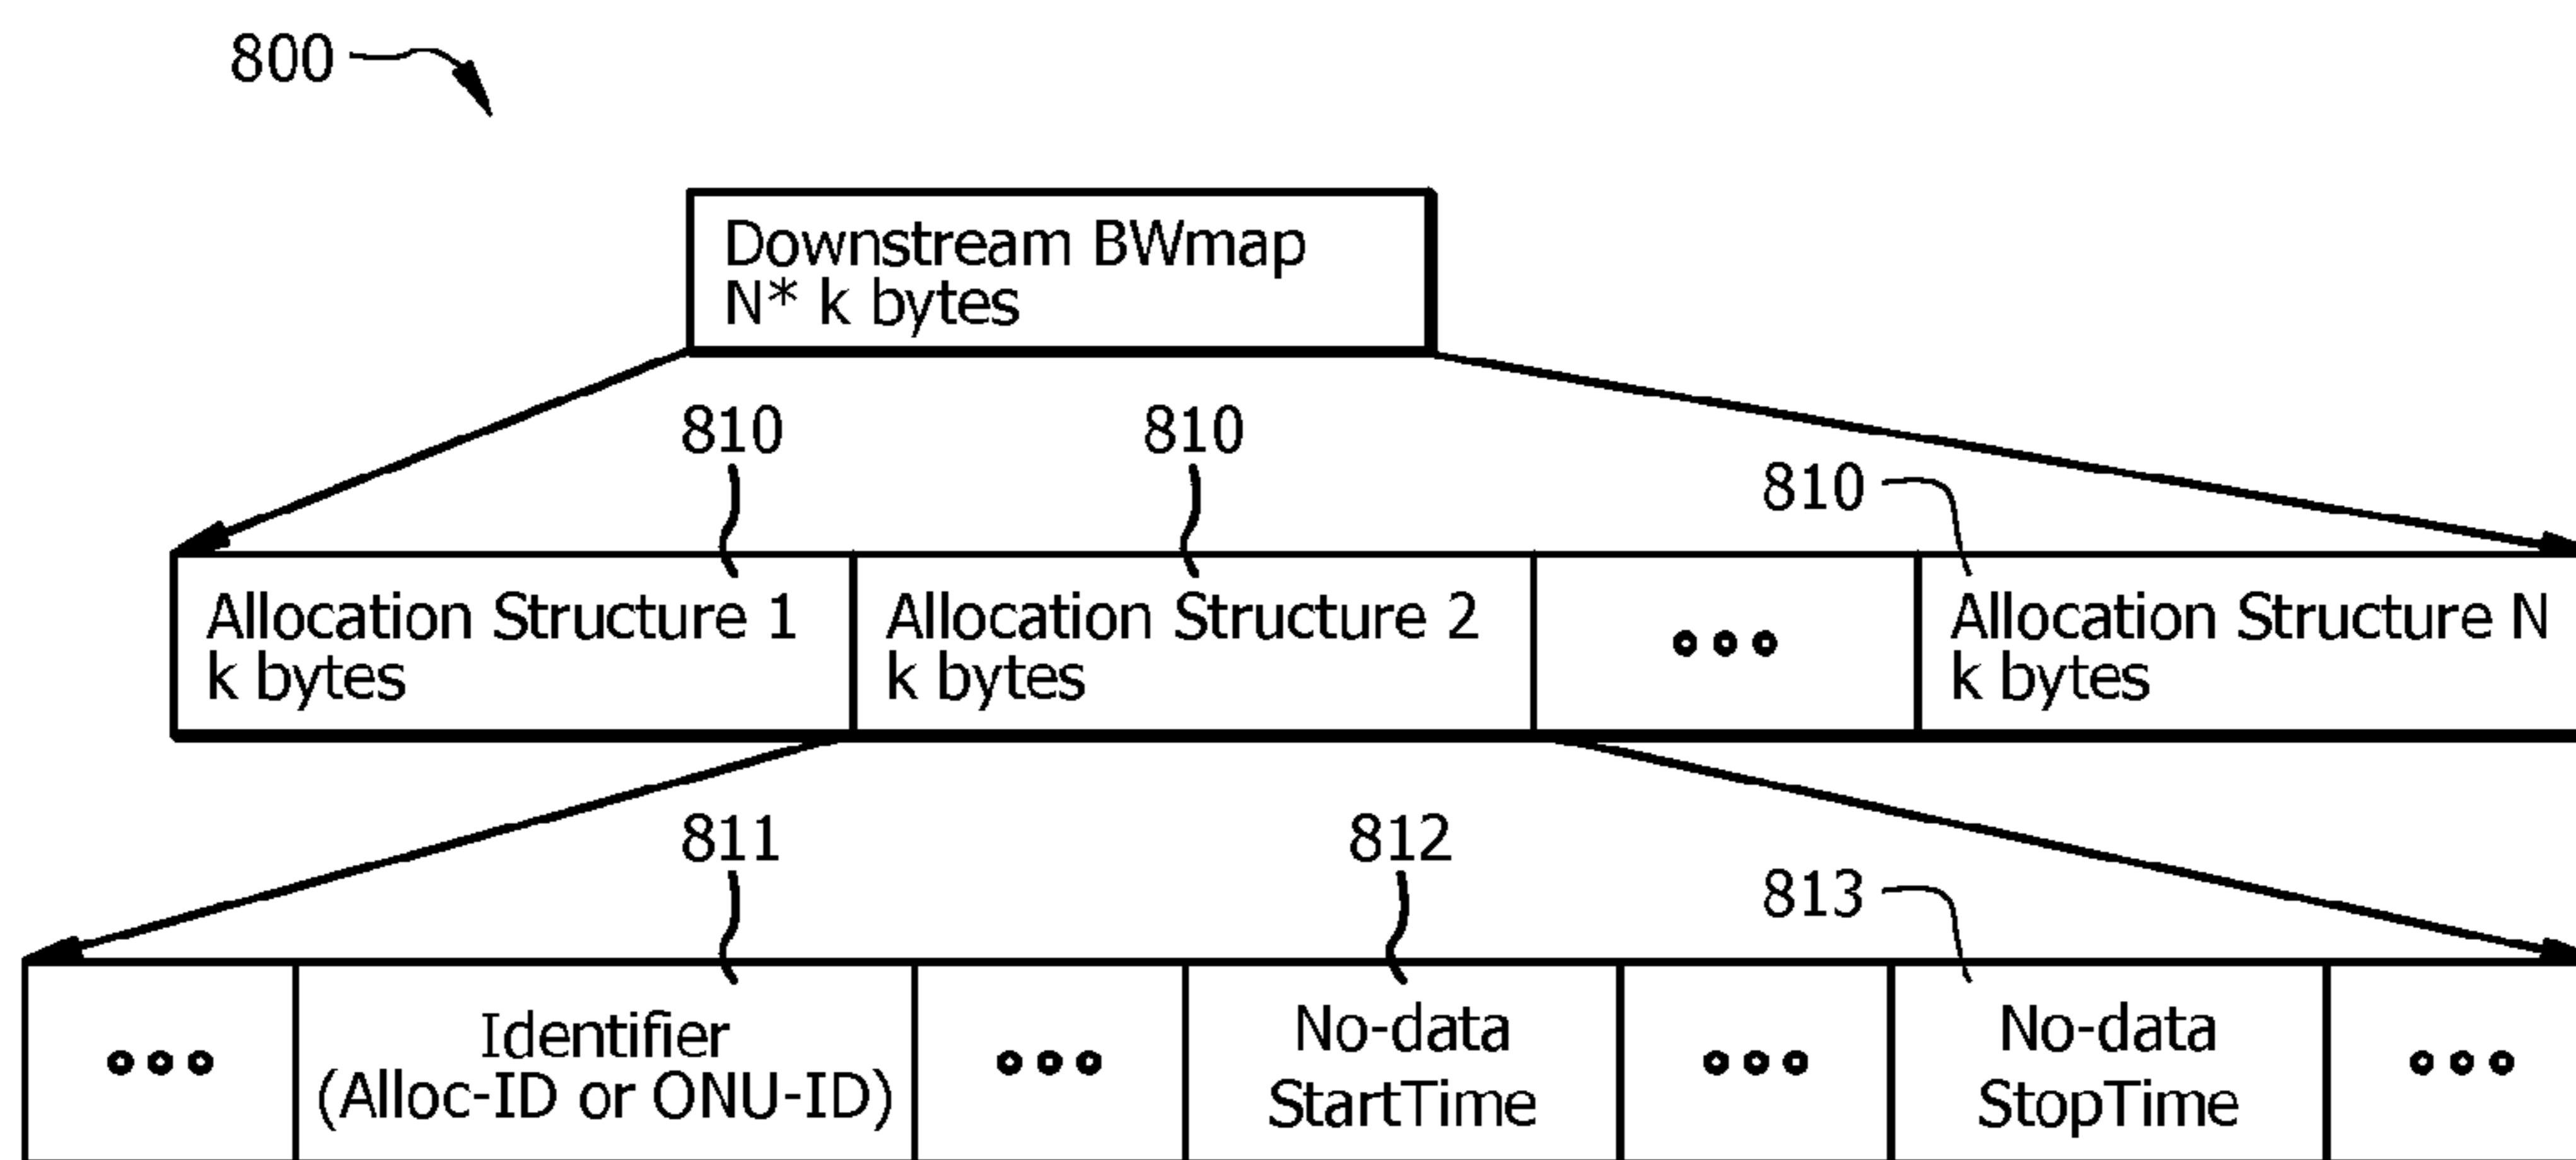 800
Downstream BWmap
N* k bytes
810
810
810
Allocation Structure 1
k bytes
Allocation Structure 2
k bytes
Allocation Structure N
k bytes
811
812
813
Identifier
(Alloc-ID or ONU-ID)
No-data
StartTime
No-data
StopTime